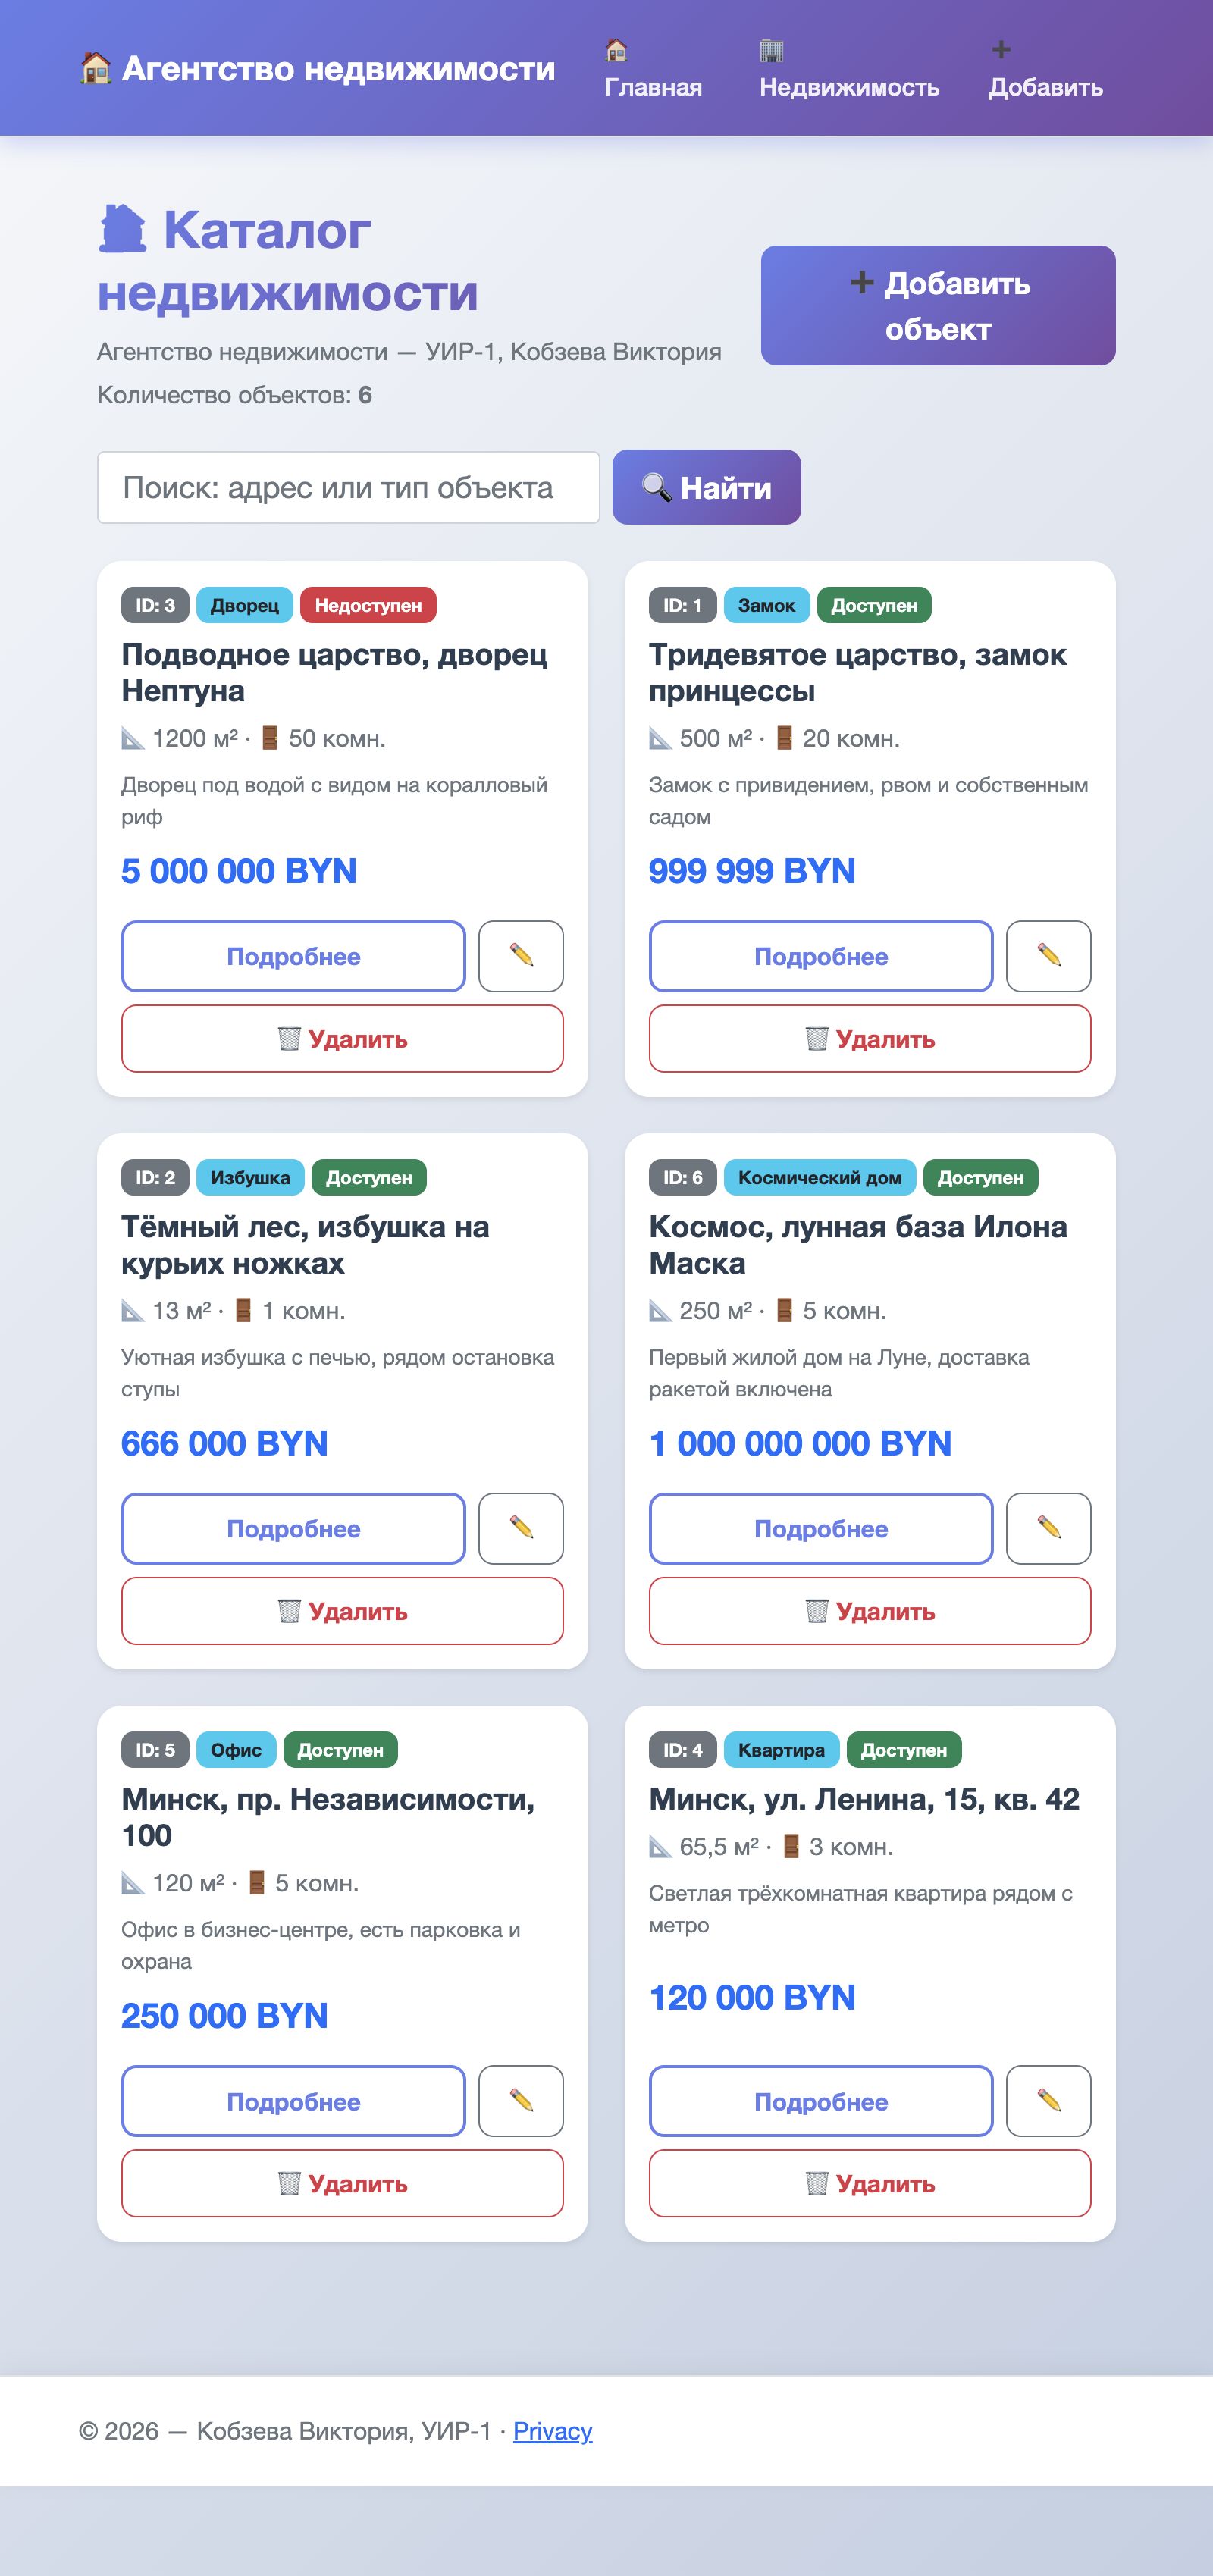 🏠 Агентство недвижимости
🏠 Главная
🏢 Недвижимость
➕ Добавить
🏠 Каталог
недвижимости
Агентство недвижимости — УИР-1, Кобзева Виктория
Количество объектов: 6
➕ Добавить
объект
Поиск: адрес или тип объекта
🔍 Найти
ID: 3 Дворец Недоступен
Подводное царство, дворец
Нептуна
📐 1200 м² · 🚪 50 комн.
Дворец под водой с видом на коралловый
риф
5 000 000 BYN
Подробнее ✏️
🗑️ Удалить
ID: 1 Замок Доступен
Тридевятое царство, замок
принцессы
📐 500 м² · 🚪 20 комн.
Замок с привидением, рвом и собственным
садом
999 999 BYN
Подробнее ✏️
🗑️ Удалить
ID: 2 Избушка Доступен
Тёмный лес, избушка на
курьих ножках
📐 13 м² · 🚪 1 комн.
Уютная избушка с печью, рядом остановка
ступы
666 000 BYN
Подробнее ✏️
🗑️ Удалить
ID: 6 Космический дом Доступен
Космос, лунная база Илона
Маска
📐 250 м² · 🚪 5 комн.
Первый жилой дом на Луне, доставка
ракетой включена
1 000 000 000 BYN
Подробнее ✏️
🗑️ Удалить
ID: 5 Офис Доступен
Минск, пр. Независимости,
100
📐 120 м² · 🚪 5 комн.
Офис в бизнес-центре, есть парковка и
охрана
250 000 BYN
Подробнее ✏️
🗑️ Удалить
ID: 4 Квартира Доступен
Минск, ул. Ленина, 15, кв. 42
📐 65,5 м² · 🚪 3 комн.
Светлая трёхкомнатная квартира рядом с
метро
120 000 BYN
Подробнее ✏️
🗑️ Удалить
© 2026 — Кобзева Виктория, УИР-1 · Privacy